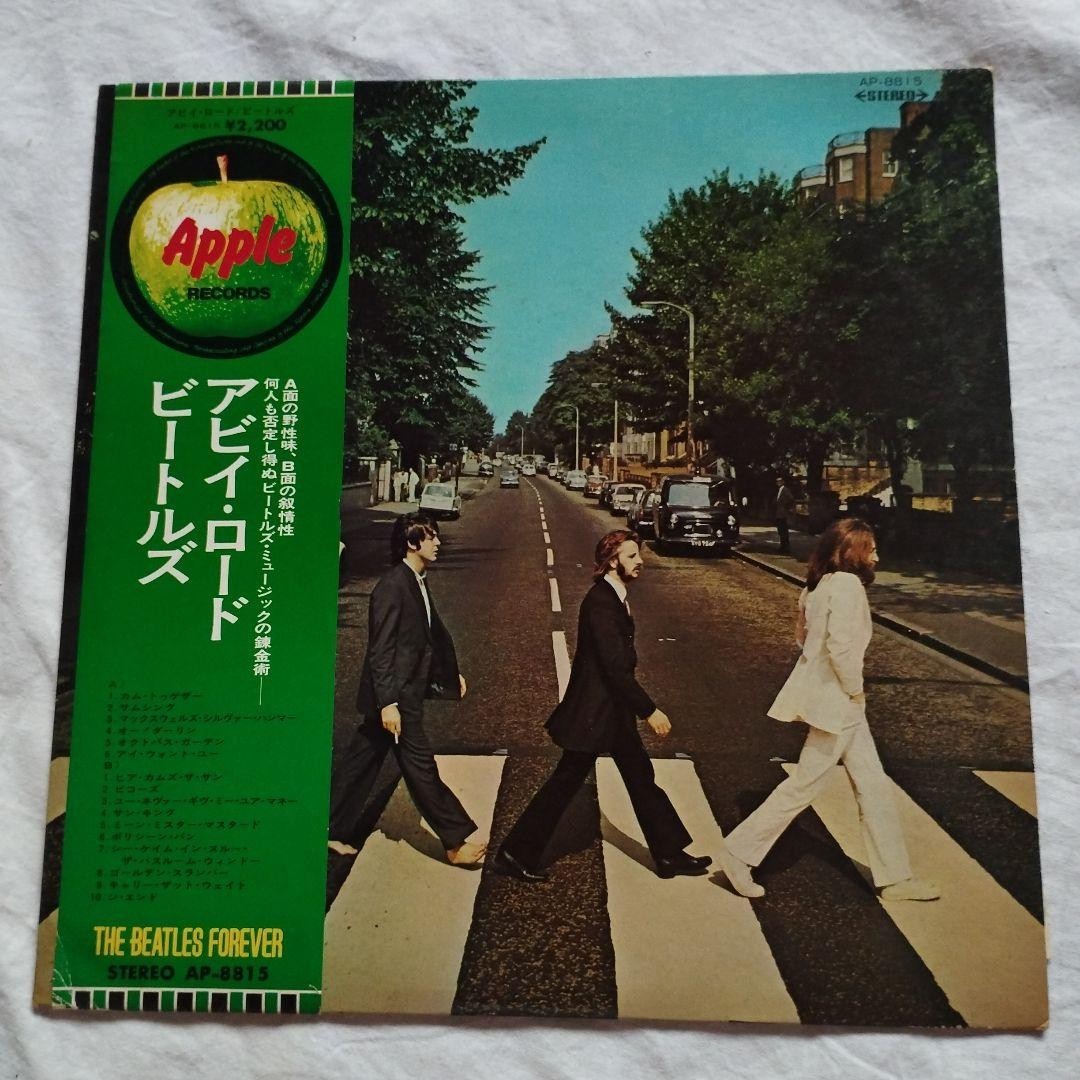 アビイ・ロード/ビートルズ
AP-8815 ¥2,200
Apple
RECORDS
A面の野性味、B面の叙情性
何人も否定し得ぬビートルズ・ミュージックの錬金術──
アビイ・ロード
ビートルズ
A:
1. カム・トゥゲザー
2. サムシング
3. マックスウェルズ・シルヴァー・ハンマー
4. オー!ダーリン
5. オクトパス・ガーデン
6. アイ・ウォント・ユー
B:
1. ヒア・カムズ・ザ・サン
2. ビコーズ
3. ユー・ネヴァー・ギヴ・ミー・ユア・マネー
4. サン・キング
5. ミーン・ミスター・マスタード
6. ポリシーン・パン
7. シー・ケイム・イン・スルー・
ザ・バスルーム・ウィンドー
8. ゴールデン・スランバー
9. キャリー・ザット・ウェイト
10. ジ・エンド
THE BEATLES FOREVER
STEREO AP-8815
AP-8815
STEREO